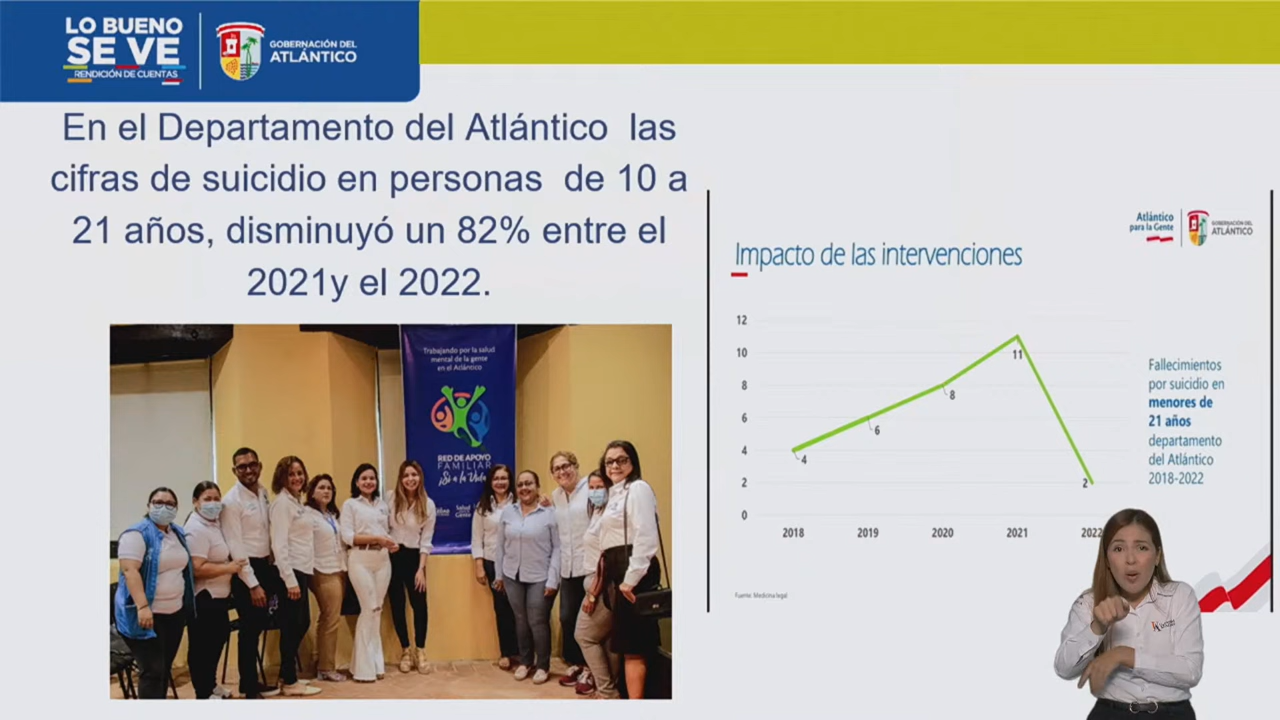 LO BUENO
SE VE
RENDICIÓN DE CUENTAS
GOBERNACIÓN DEL
ATLÁNTICO
En el Departamento del Atlántico las
cifras de suicidio en personas de 10 a
21 años, disminuyó un 82% entre el
2021y el 2022.
Trabajando por la salud
mental de la gente
en el Atlántico
RED DE APOYO
FAMILIAR
¡Sí a la Vida!
Atlántico
para la Gente
GOBERNACIÓN DEL
ATLÁNTICO
Impacto de las intervenciones
12
10
8
6
4
2
0
4
6
8
11
2
2018
2019
2020
2021
2022
Fallecimientos
por suicidio en
menores de
21 años
departamento
del Atlántico
2018-2022
Fuente: Medicina legal